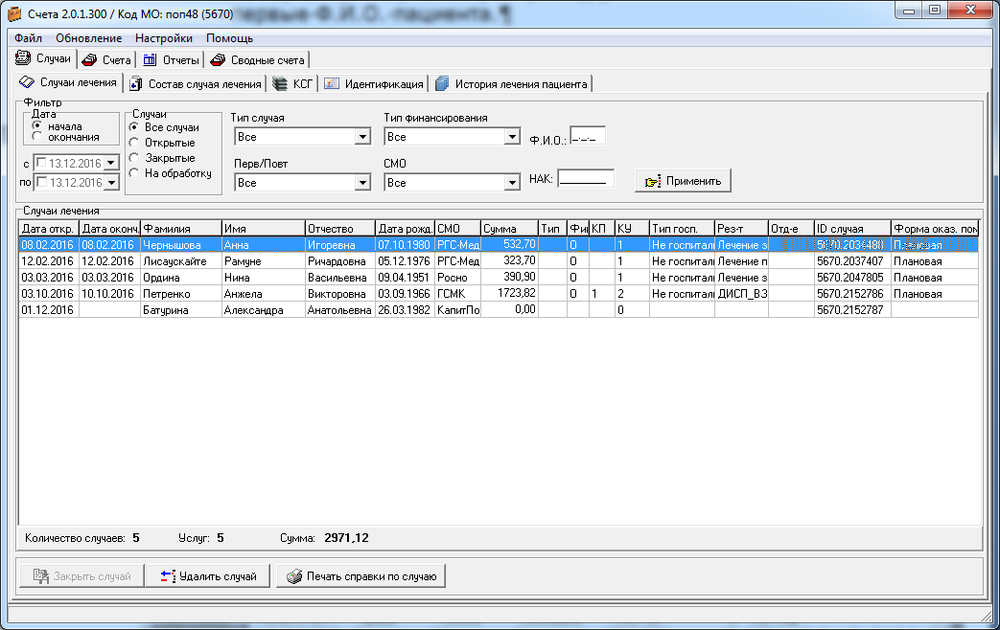 первые-Ф.И.О.-пациента.¶
Счета 2.0.1.300 / Код МО: поп48 (5670)
Файл Обновление Настройки Помощь
Случаи Счета Отчеты Сводные счета
Случаи лечения Состав случая лечения КСГ Идентификация История лечения пациента
Фильтр
Дата Случаи Тип случая Тип финансирования
начала Все случаи
окончания Открытые Все Все Ф.И.О.: _._._
с 13.12.2016 Закрытые Перв/Повт СМО
по 13.12.2016 На обработку Все Все НАК: Применить
Случаи лечения
Дата откр. Дата оконч. Фамилия Имя Отчество Дата рожд. СМО Сумма Тип Фин КП КУ Тип госп. Рез-т Отд-е ID случая Форма оказ. пом
08.02.2016 08.02.2016 Чернышова Анна Игоревна 07.10.1980 РГС-Мед 532,70 0 1 Не госпитали Лечение з 5670.2034488 Плановая
12.02.2016 12.02.2016 Лисаускайте Рамуне Ричардовна 05.12.1976 РГС-Мед 323,70 0 1 Не госпитали Лечение п 5670.2037407 Плановая
03.03.2016 03.03.2016 Ордина Нина Васильевна 09.04.1951 Росно 390,90 0 1 Не госпитали Лечение з 5670.2047805 Плановая
03.10.2016 10.10.2016 Петренко Анжела Викторовна 03.09.1966 ГСМК 1723,82 0 1 2 Не госпитали ДИСП_ВЗ 5670.2152786 Плановая
01.12.2016 Батурина Александра Анатольевна 26.03.1982 КапитПо 0,00 0 5670.2152787
Количество случаев: 5 Услуг: 5 Сумма: 2971,12
Закрыть случай Удалить случай Печать справки по случаю